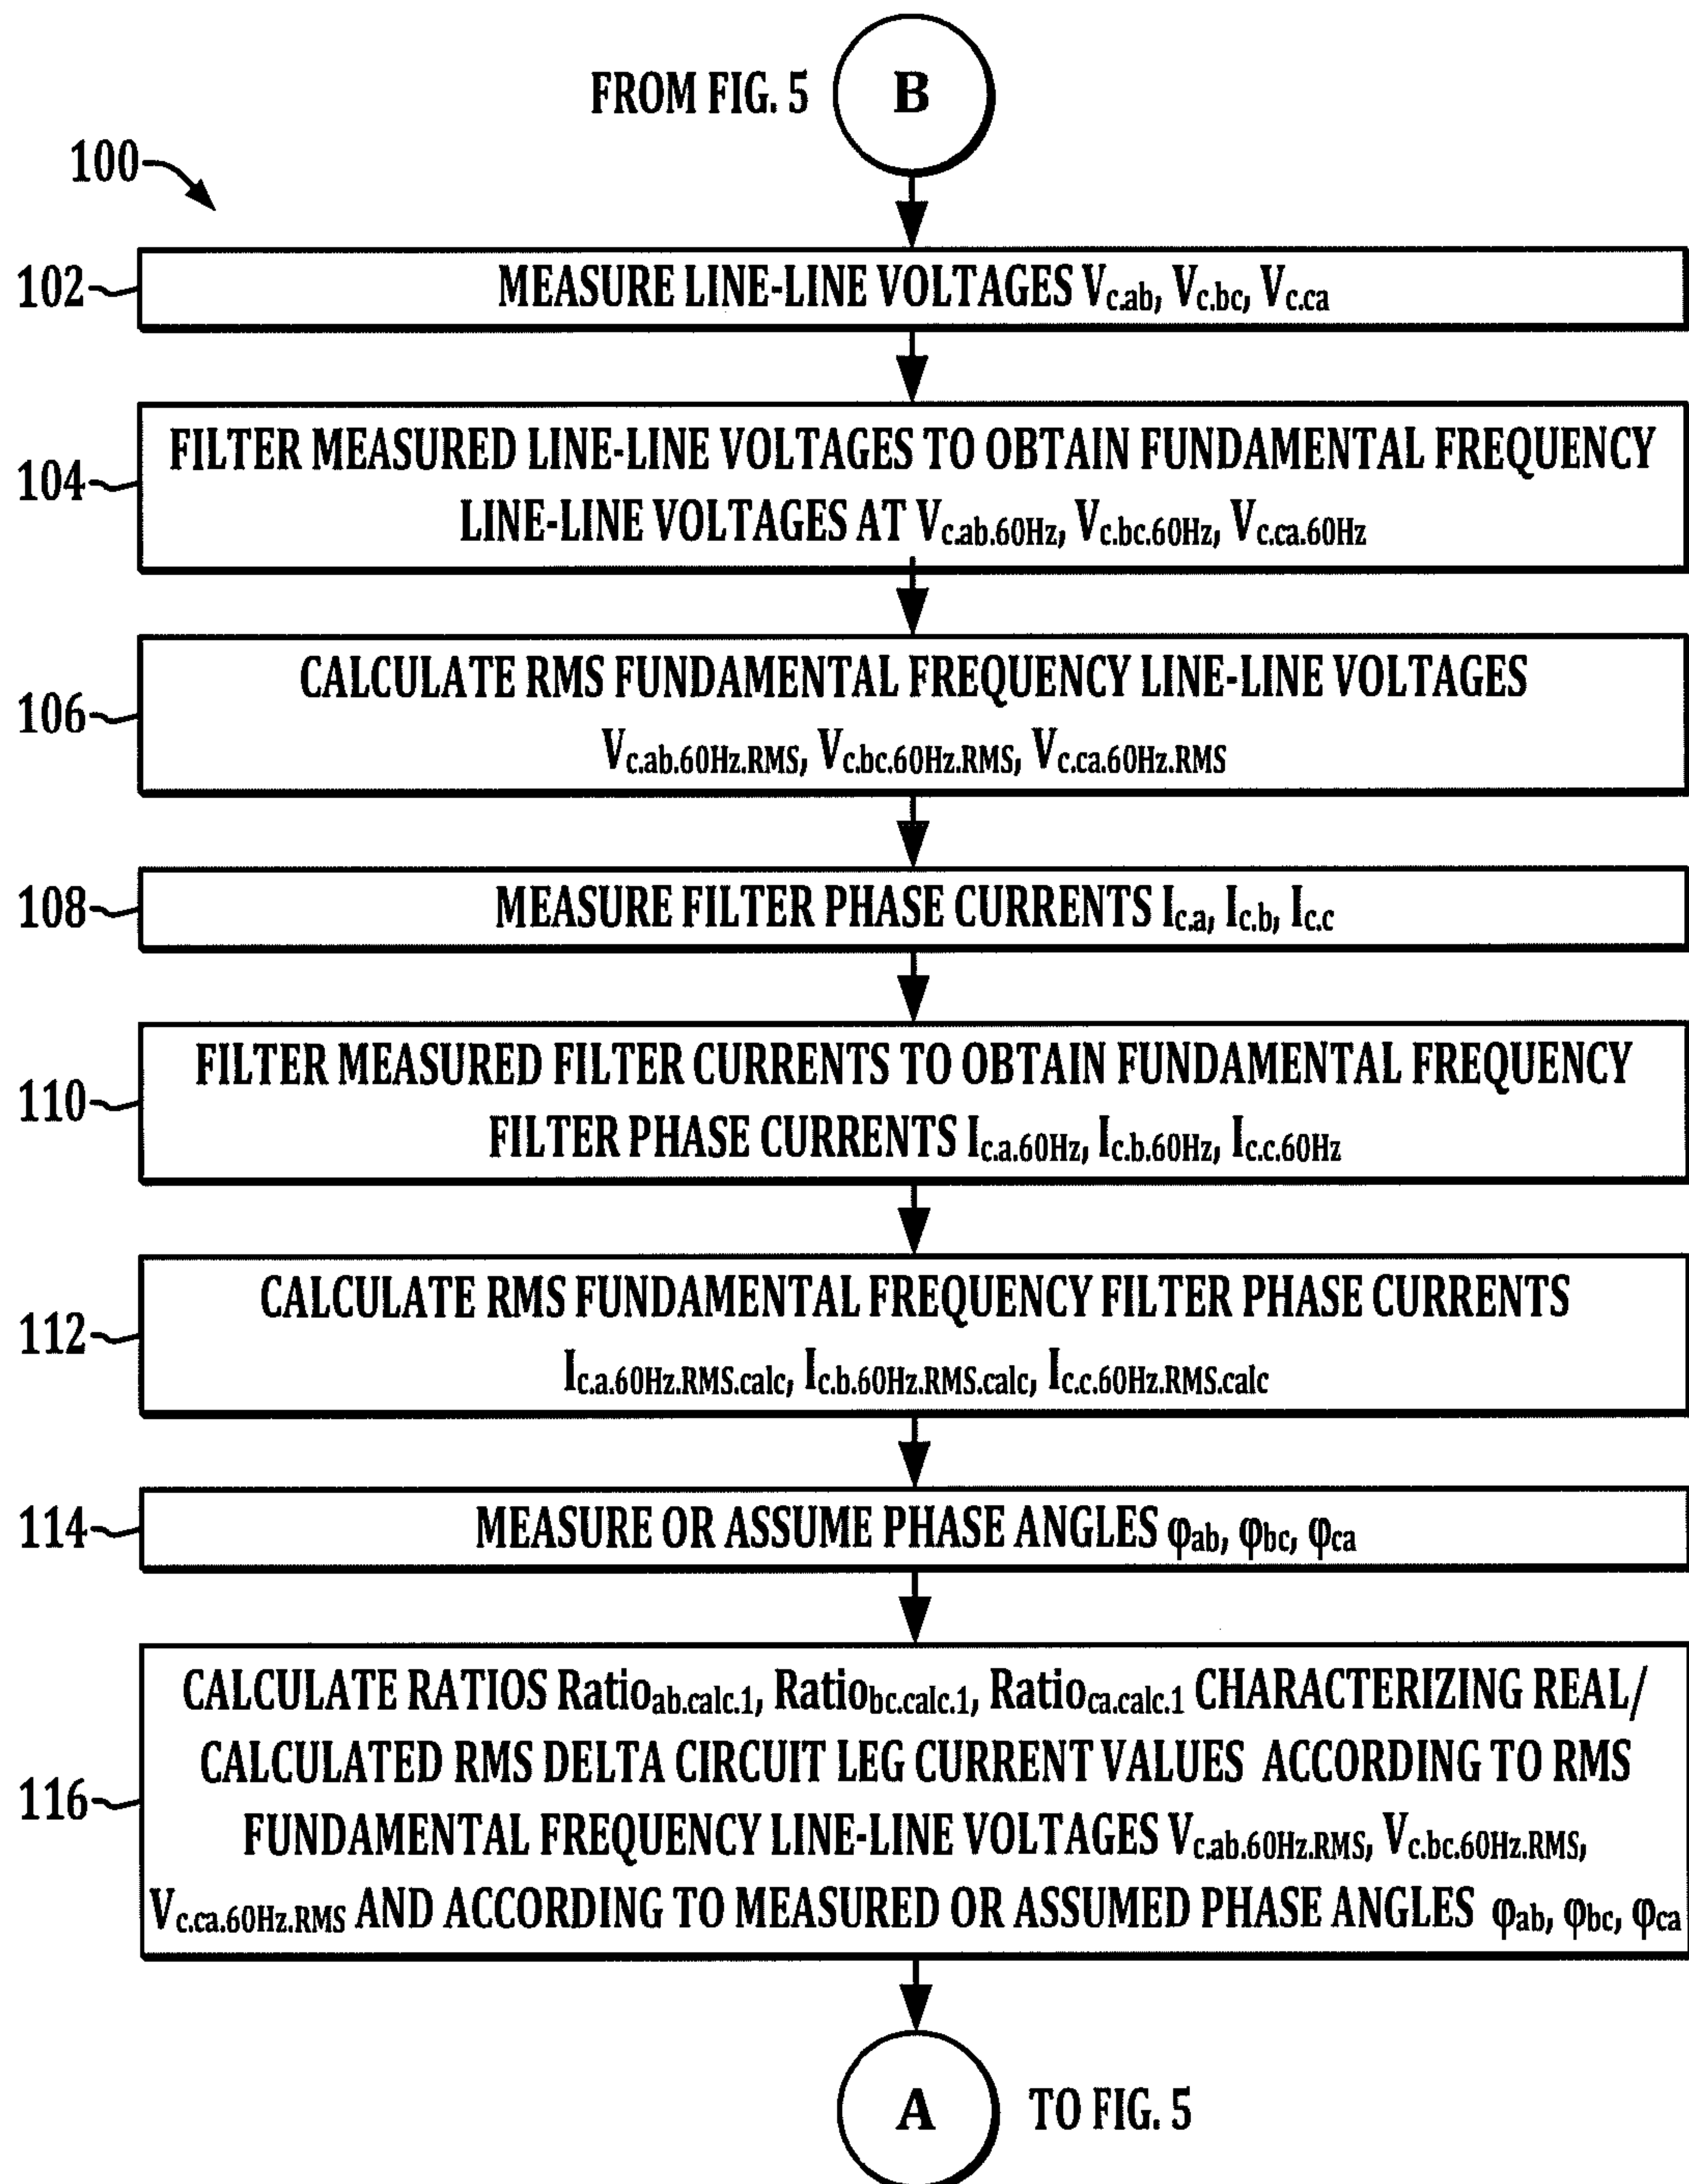 FROM FIG. 5
B
100
102
MEASURE LINE-LINE VOLTAGES Vc.ab, Vc.bc, Vc.ca
104
FILTER MEASURED LINE-LINE VOLTAGES TO OBTAIN FUNDAMENTAL FREQUENCY
LINE-LINE VOLTAGES AT Vc.ab.60Hz, Vc.bc.60Hz, Vc.ca.60Hz
106
CALCULATE RMS FUNDAMENTAL FREQUENCY LINE-LINE VOLTAGES
Vc.ab.60Hz.RMS, Vc.bc.60Hz.RMS, Vc.ca.60Hz.RMS
108
MEASURE FILTER PHASE CURRENTS Ic.a, Ic.b, Ic.c
110
FILTER MEASURED FILTER CURRENTS TO OBTAIN FUNDAMENTAL FREQUENCY
FILTER PHASE CURRENTS Ic.a.60Hz, Ic.b.60Hz, Ic.c.60Hz
112
CALCULATE RMS FUNDAMENTAL FREQUENCY FILTER PHASE CURRENTS
Ic.a.60Hz.RMS.calc, Ic.b.60Hz.RMS.calc, Ic.c.60Hz.RMS.calc
114
MEASURE OR ASSUME PHASE ANGLES φab, φbc, φca
116
CALCULATE RATIOS Ratioab.calc.1, Ratiobc.calc.1, Ratioca.calc.1 CHARACTERIZING REAL/
CALCULATED RMS DELTA CIRCUIT LEG CURRENT VALUES ACCORDING TO RMS
FUNDAMENTAL FREQUENCY LINE-LINE VOLTAGES Vc.ab.60Hz.RMS, Vc.bc.60Hz.RMS,
Vc.ca.60Hz.RMS AND ACCORDING TO MEASURED OR ASSUMED PHASE ANGLES φab, φbc, φca
A
TO FIG. 5